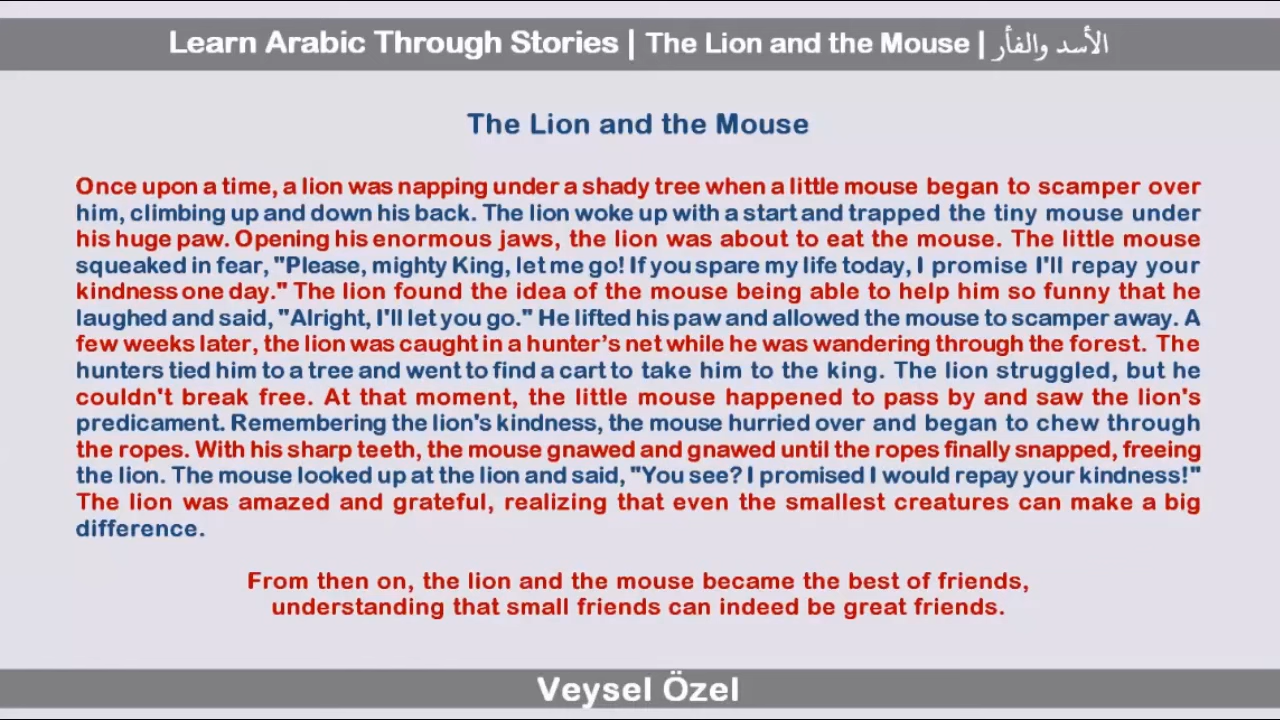 Learn Arabic Through Stories | The Lion and the Mouse | الأسد والفأر
The Lion and the Mouse
Once upon a time, a lion was napping under a shady tree when a little mouse began to scamper over
him, climbing up and down his back. The lion woke up with a start and trapped the tiny mouse under
his huge paw. Opening his enormous jaws, the lion was about to eat the mouse. The little mouse
squeaked in fear, "Please, mighty King, let me go! If you spare my life today, I promise I'll repay your
kindness one day." The lion found the idea of the mouse being able to help him so funny that he
laughed and said, "Alright, I'll let you go." He lifted his paw and allowed the mouse to scamper away. A
few weeks later, the lion was caught in a hunter’s net while he was wandering through the forest. The
hunters tied him to a tree and went to find a cart to take him to the king. The lion struggled, but he
couldn't break free. At that moment, the little mouse happened to pass by and saw the lion's
predicament. Remembering the lion's kindness, the mouse hurried over and began to chew through
the ropes. With his sharp teeth, the mouse gnawed and gnawed until the ropes finally snapped, freeing
the lion. The mouse looked up at the lion and said, "You see? I promised I would repay your kindness!"
The lion was amazed and grateful, realizing that even the smallest creatures can make a big
difference.
From then on, the lion and the mouse became the best of friends,
understanding that small friends can indeed be great friends.
Veysel Özel